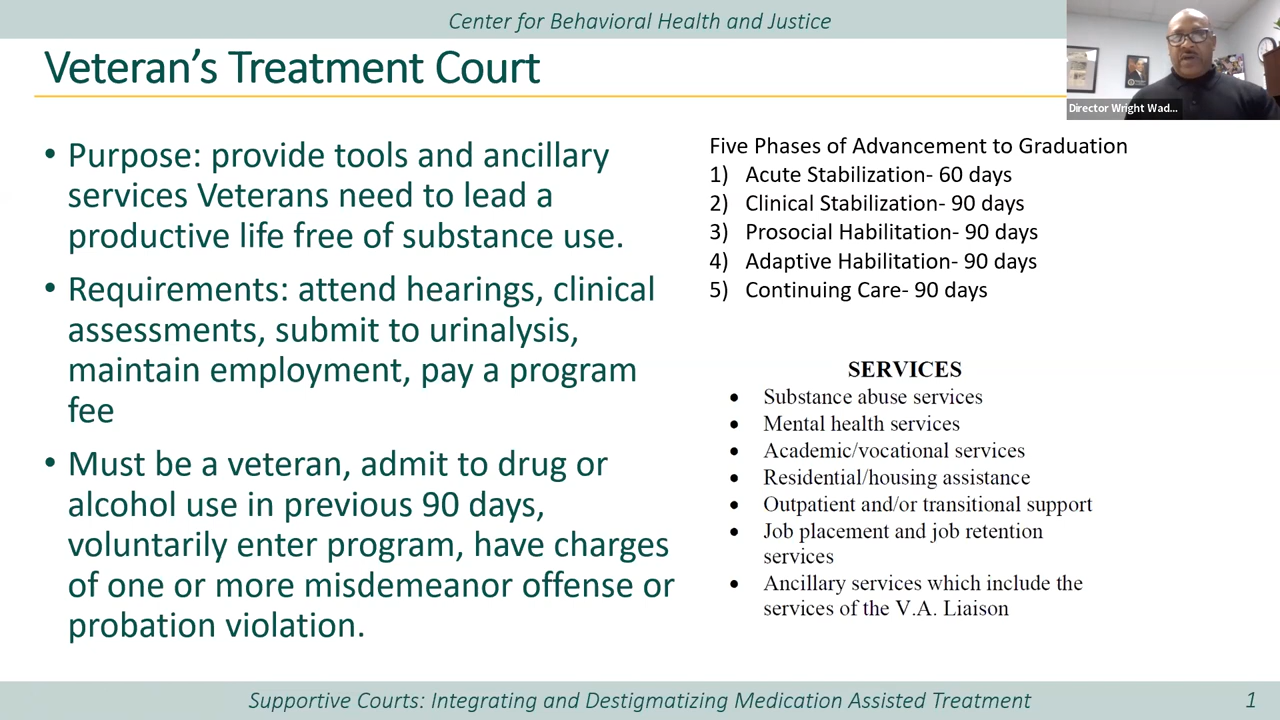 Center for Behavioral Health and Justice
Veteran’s Treatment Court
Director Wright Wad...
• Purpose: provide tools and ancillary
services Veterans need to lead a
productive life free of substance use.
• Requirements: attend hearings, clinical
assessments, submit to urinalysis,
maintain employment, pay a program
fee
• Must be a veteran, admit to drug or
alcohol use in previous 90 days,
voluntarily enter program, have charges
of one or more misdemeanor offense or
probation violation.
Five Phases of Advancement to Graduation
1) Acute Stabilization- 60 days
2) Clinical Stabilization- 90 days
3) Prosocial Habilitation- 90 days
4) Adaptive Habilitation- 90 days
5) Continuing Care- 90 days
SERVICES
• Substance abuse services
• Mental health services
• Academic/vocational services
• Residential/housing assistance
• Outpatient and/or transitional support
• Job placement and job retention
services
• Ancillary services which include the
services of the V.A. Liaison
Supportive Courts: Integrating and Destigmatizing Medication Assisted Treatment
1